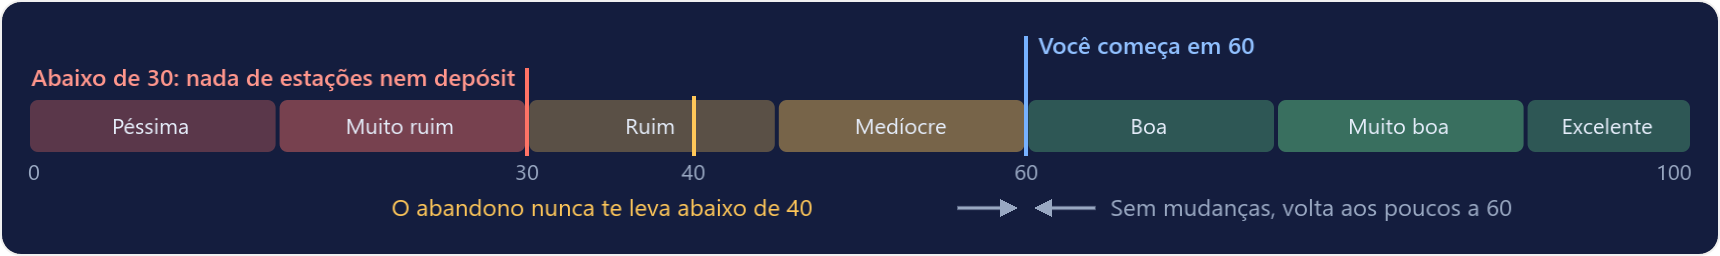 Você começa em 60
Abaixo de 30: nada de estações nem depósit
Péssima
Muito ruim
Ruim
Medíocre
Boa
Muito boa
Excelente
0
30
40
60
100
O abandono nunca te leva abaixo de 40
Sem mudanças, volta aos poucos a 60